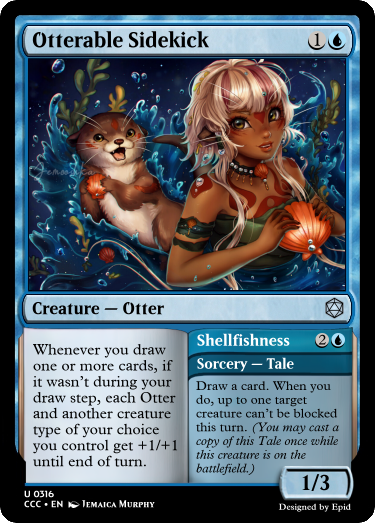 Otterable Sidekick 1
Creature — Otter
Whenever you draw
one or more cards, if
it wasn't during your
draw step, each Otter
and another creature
type of your choice
you control get +1/+1
until end of turn.
Shellfishness 2
Sorcery — Tale
Draw a card. When you
do, up to one target
creature can't be blocked
this turn. (You may cast a
copy of this Tale once while
this creature is on the
battlefield.)
1/3
U 0316
CCC • EN Jemaica Murphy
Designed by Epid